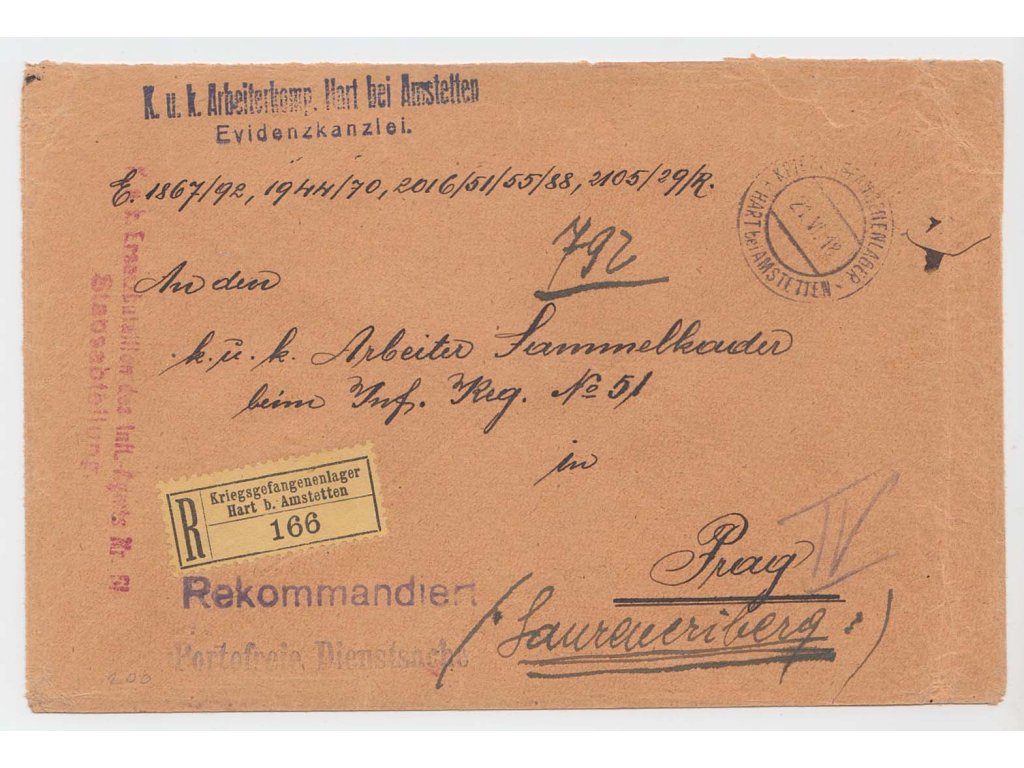 K. u. k. Arbeiterkomp. Hart bei Amstetten
Evidenzkanzlei.
E. 1867/92, 1944/70, 2016/51/55/88, 2105/29/R.
HART bei AMSTETTEN
792
An den
k. u. k. Arbeiter Sammelkader
beim Inf. Reg. No 51
in
R
Kriegsgefangenenlager
Hart b. Amstetten
166
Prag
IV
Rekommandiert
(: Laurenziberg :)
Portofreie Dienstsache
200
Stabsabteilung